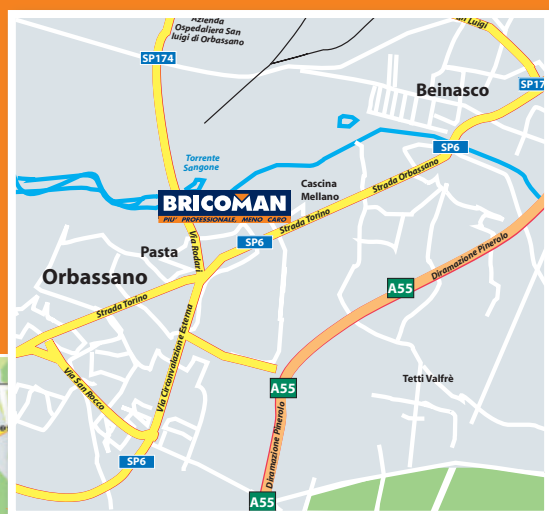 Azienda
Ospedaliera San
luigi di Orbassano
San Luigi
SP174
SP17
Beinasco
SP6
Torrente
Sangone
Cascina
Mellano
Strada Orbassano
BRICOMAN
PIU' PROFESSIONALE, MENO CARO
Strada Torino
SP6
Via Rodari
Pasta
Diramazione Pinerolo
Orbassano
A55
Strada Torino
Via Circonvalazione Esterna
Via San Rocco
Tetti Valfrè
A55
Diramazione Pinerolo
SP6
A55